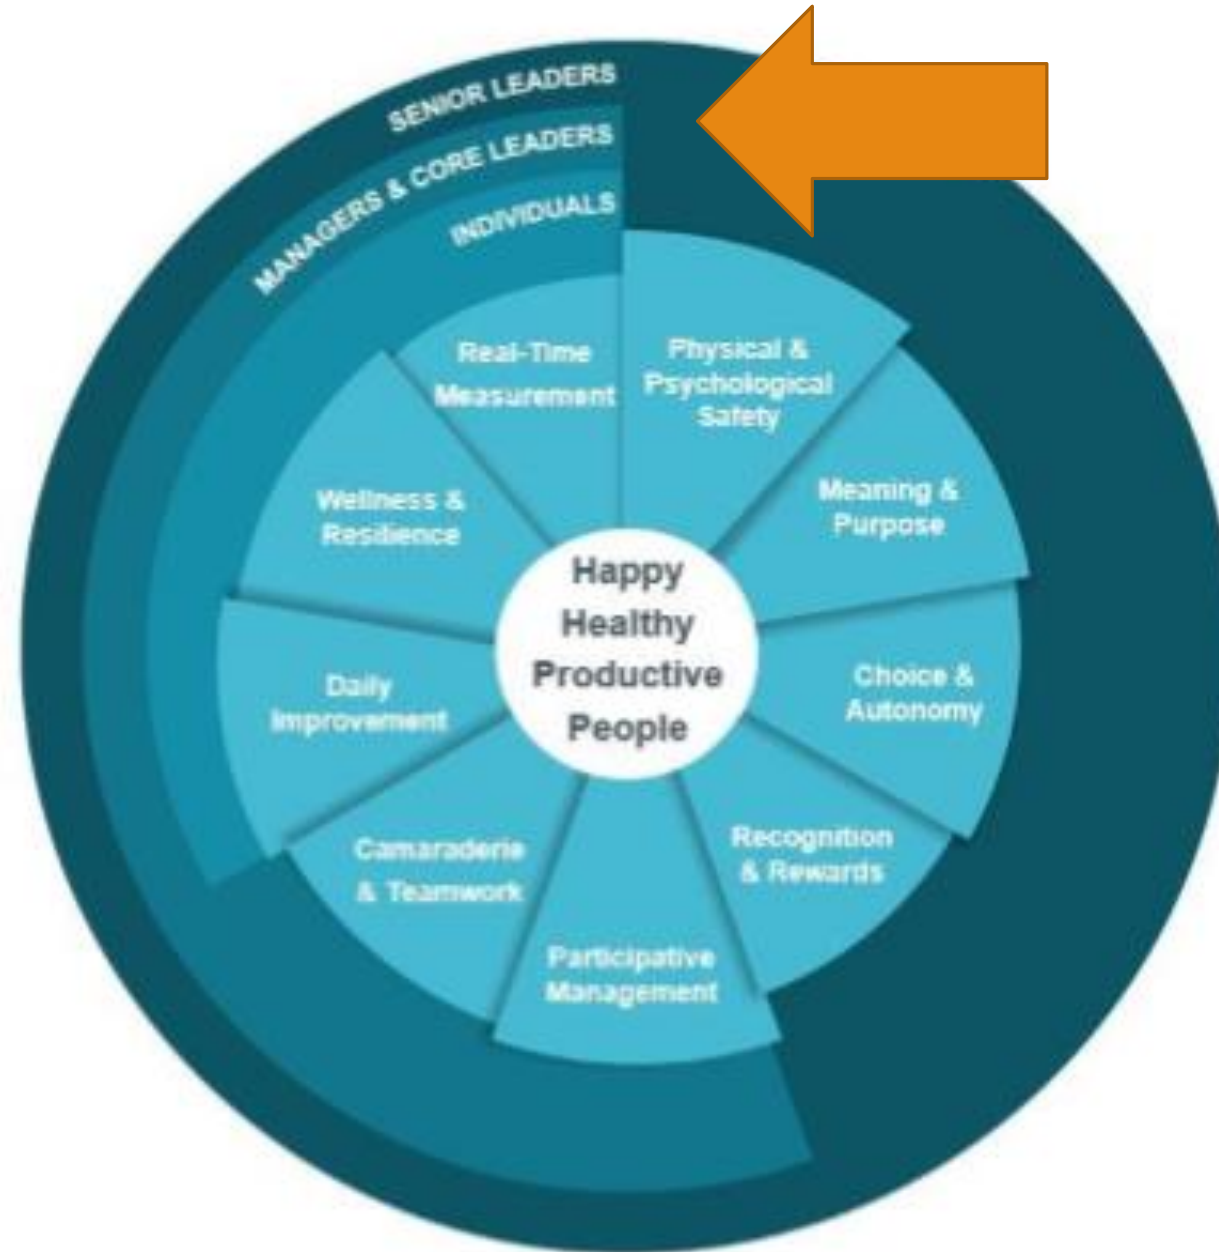 SENIOR LEADERS
MANAGERS & CORE LEADERS
INDIVIDUALS
Real-Time
Measurement
Physical &
Psychological
Safety
Meaning &
Purpose
Choice &
Autonomy
Recognition
& Rewards
Participative
Management
Camaraderie
& Teamwork
Daily
Improvement
Wellness &
Resilience
Happy
Healthy
Productive
People